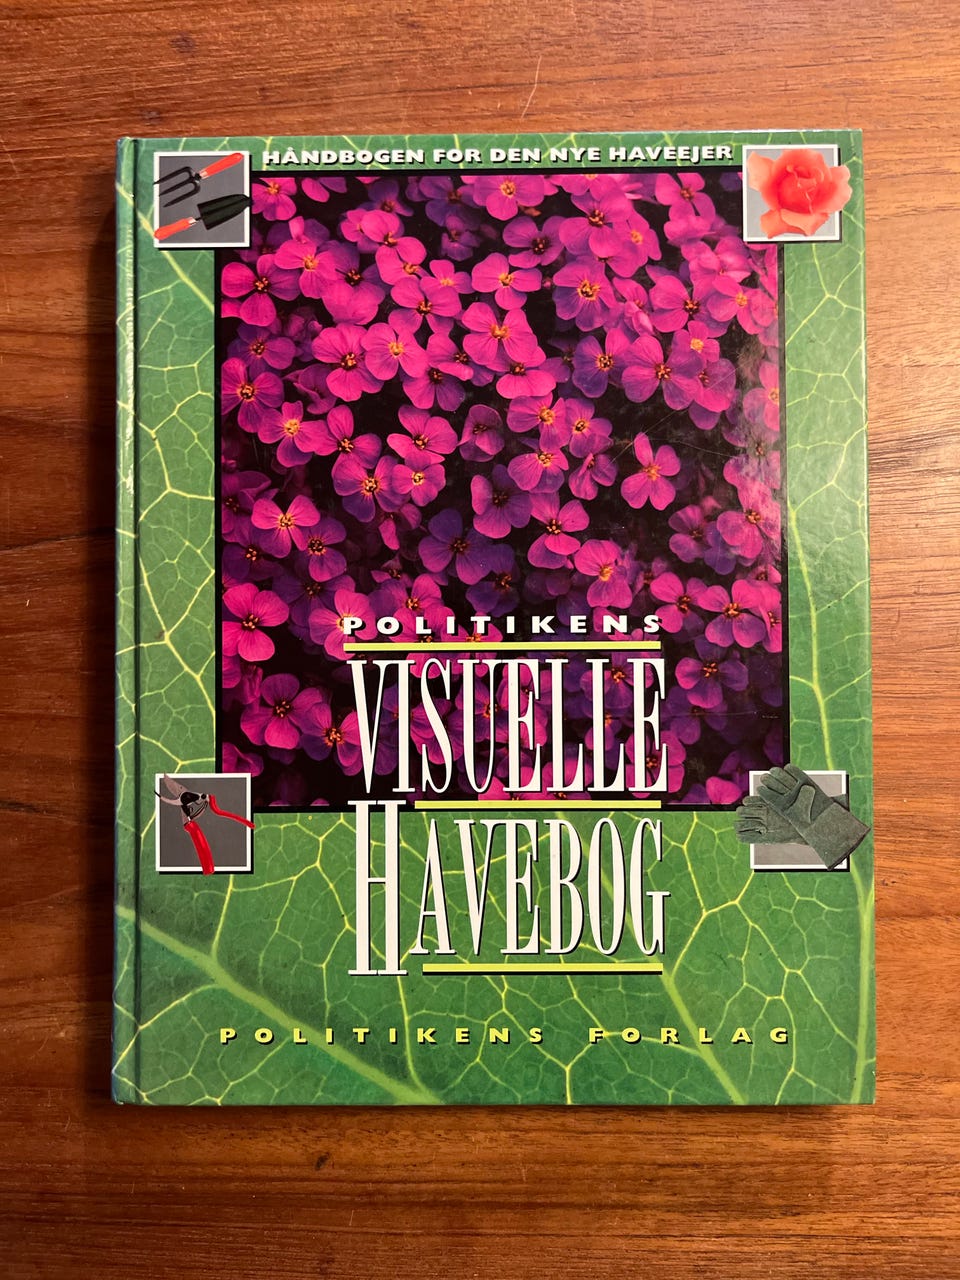 HÅNDBOGEN FOR DEN NYE HAVEEJER
POLITIKENS
VISUELLE
HAVEBOG
POLITIKENS FORLAG